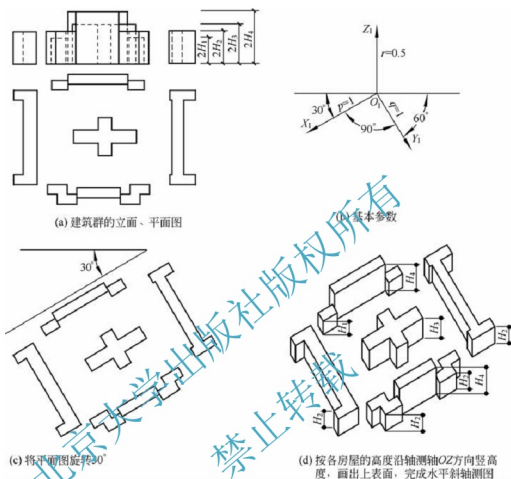 2H₁
2H₂
2H₃
2H₄
(a) 建筑群的立面、平面图
Z₁
r=0.5
30°
p=1
O₁
q=1
60°
X₁
90°
Y₁
(b) 基本参数
30°
(c) 将平面图旋转30°
H₄
H₃
H₂
H₄
H₂
(d) 按各房屋的高度沿轴测轴OZ方向竖高
度，画出上表面，完成水平斜轴测图
北京大学出版社版权所有
禁止转载